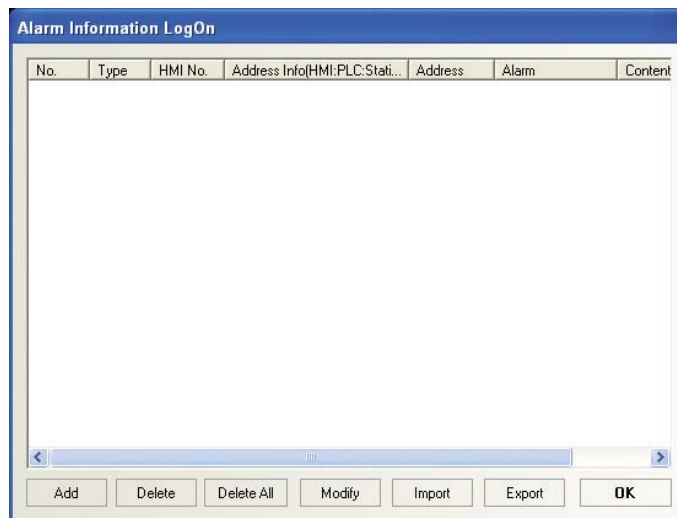 Alarm Information LogOn
No. Type HMI No. Address Info(HMI:PLC:Stati... Address Alarm Content
Add Delete Delete All Modify Import Export OK